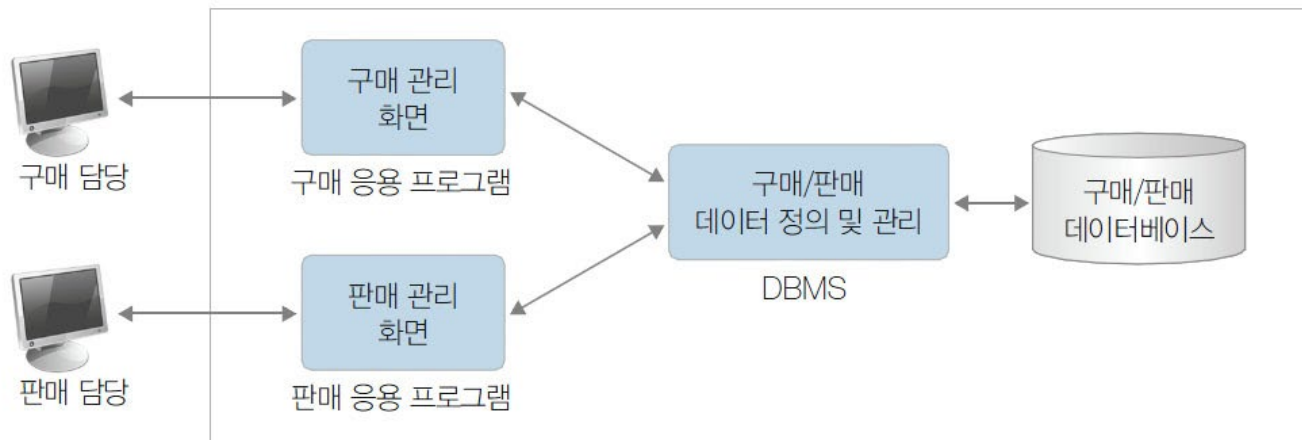 구매 담당
구매 관리
화면
구매 응용 프로그램
판매 담당
판매 관리
화면
판매 응용 프로그램
구매/판매
데이터 정의 및 관리
DBMS
구매/판매
데이터베이스